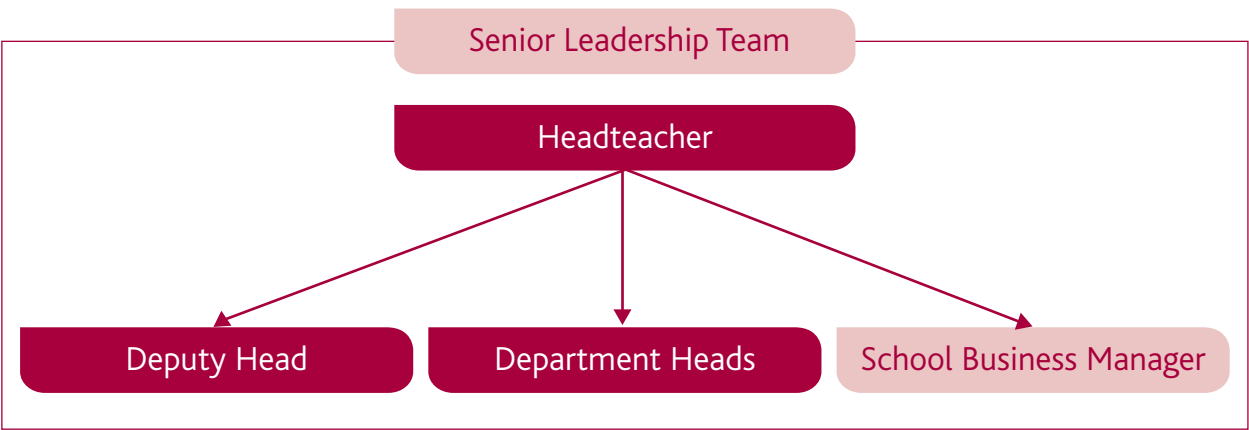 Senior Leadership Team
Headteacher
Deputy Head
Department Heads
School Business Manager